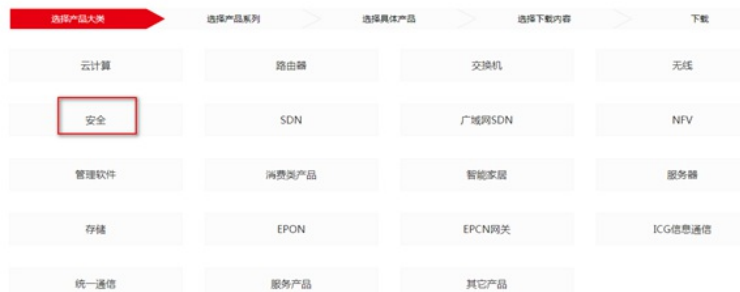 选择产品大类 选择产品系列 选择具体产品 选择下载内容 下载
云计算 路由器 交换机 无线
安全 SDN 广域网SDN NFV
管理软件 消费类产品 智能家居 服务器
存储 EPON EPCN网关 ICG信息通信
统一通信 服务产品 其它产品